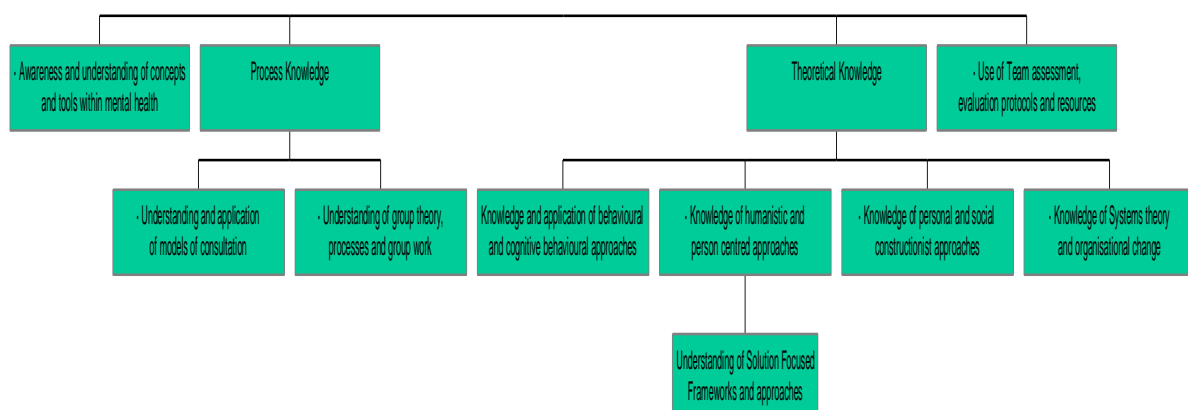 - Awareness and understanding of concepts
and tools within mental health
Process Knowledge
Theoretical Knowledge
- Use of Team assessment,
evaluation protocols and resources
- Understanding and application
of models of consultation
- Understanding of group theory,
processes and group work
Knowledge and application of behavioural
and cognitive behavioural approaches
- Knowledge of humanistic and
person centred approaches
- Knowledge of personal and social
constructionist approaches
- Knowledge of Systems theory
and organisational change
Understanding of Solution Focused
Frameworks and approaches